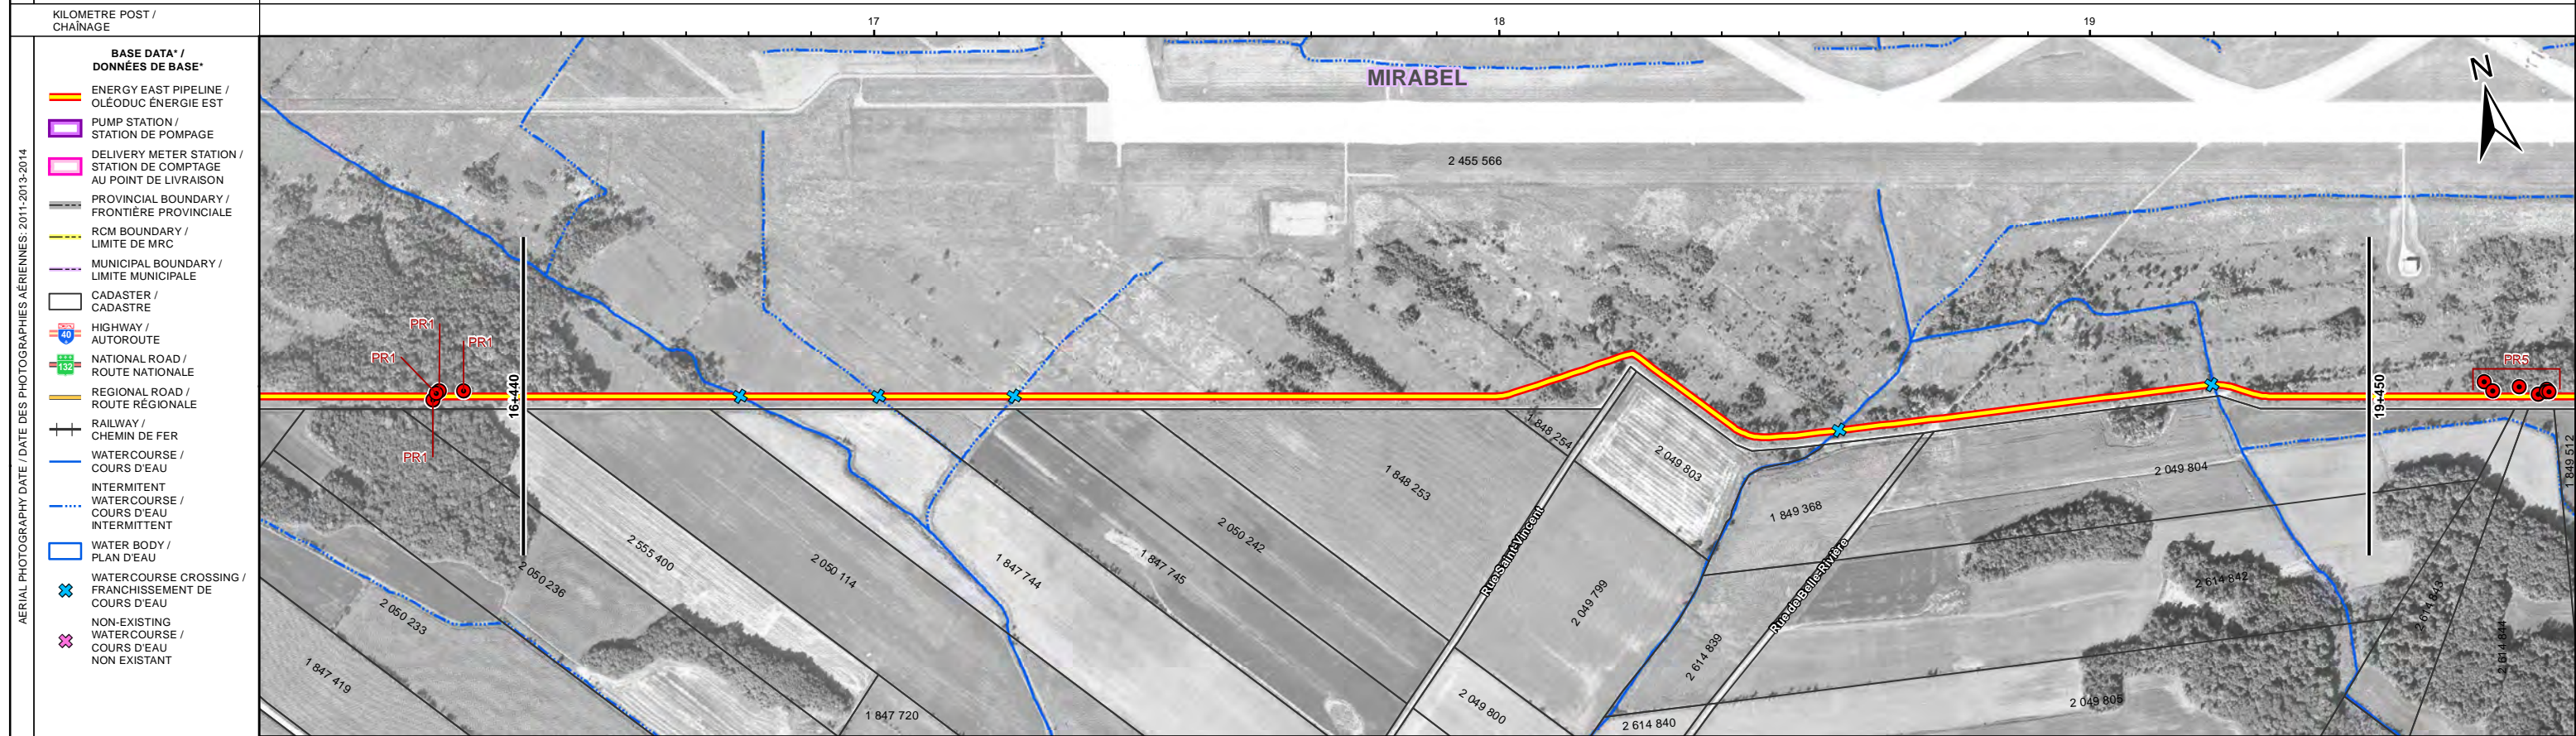 KILOMETRE POST /
CHAÎNAGE
17
18
19
AERIAL PHOTOGRAPHY DATE / DATE DES PHOTOGRAPHIES AÉRIENNES: 2011-2013-2014
BASE DATA* /
DONNÉES DE BASE*
ENERGY EAST PIPELINE /
OLÉODUC ÉNERGIE EST
PUMP STATION /
STATION DE POMPAGE
DELIVERY METER STATION /
STATION DE COMPTAGE
AU POINT DE LIVRAISON
PROVINCIAL BOUNDARY /
FRONTIÈRE PROVINCIALE
RCM BOUNDARY /
LIMITE DE MRC
MUNICIPAL BOUNDARY /
LIMITE MUNICIPALE
CADASTER /
CADASTRE
40
HIGHWAY /
AUTOROUTE
132
NATIONAL ROAD /
ROUTE NATIONALE
REGIONAL ROAD /
ROUTE RÉGIONALE
RAILWAY /
CHEMIN DE FER
WATERCOURSE /
COURS D'EAU
INTERMITENT
WATERCOURSE /
COURS D'EAU
INTERMITTENT
WATER BODY /
PLAN D'EAU
WATERCOURSE CROSSING /
FRANCHISSEMENT DE
COURS D'EAU
NON-EXISTING
WATERCOURSE /
COURS D'EAU
NON EXISTANT
MIRABEL
N
2 455 566
PR1
PR1
PR1
PR1
16+440
19+450
PR5
1 848 254
2 049 803
1 848 253
2 049 804
1 849 512
1 849 368
2 050 242
Rue Saint-Vincent
2 555 400
2 050 114
1 847 744
1 847 745
2 050 236
Rue de Belle-Rivière
2 614 842
2 614 843
2 049 799
2 050 233
2 614 839
2 614 844
1 847 419
1 847 720
2 049 800
2 614 840
2 049 805